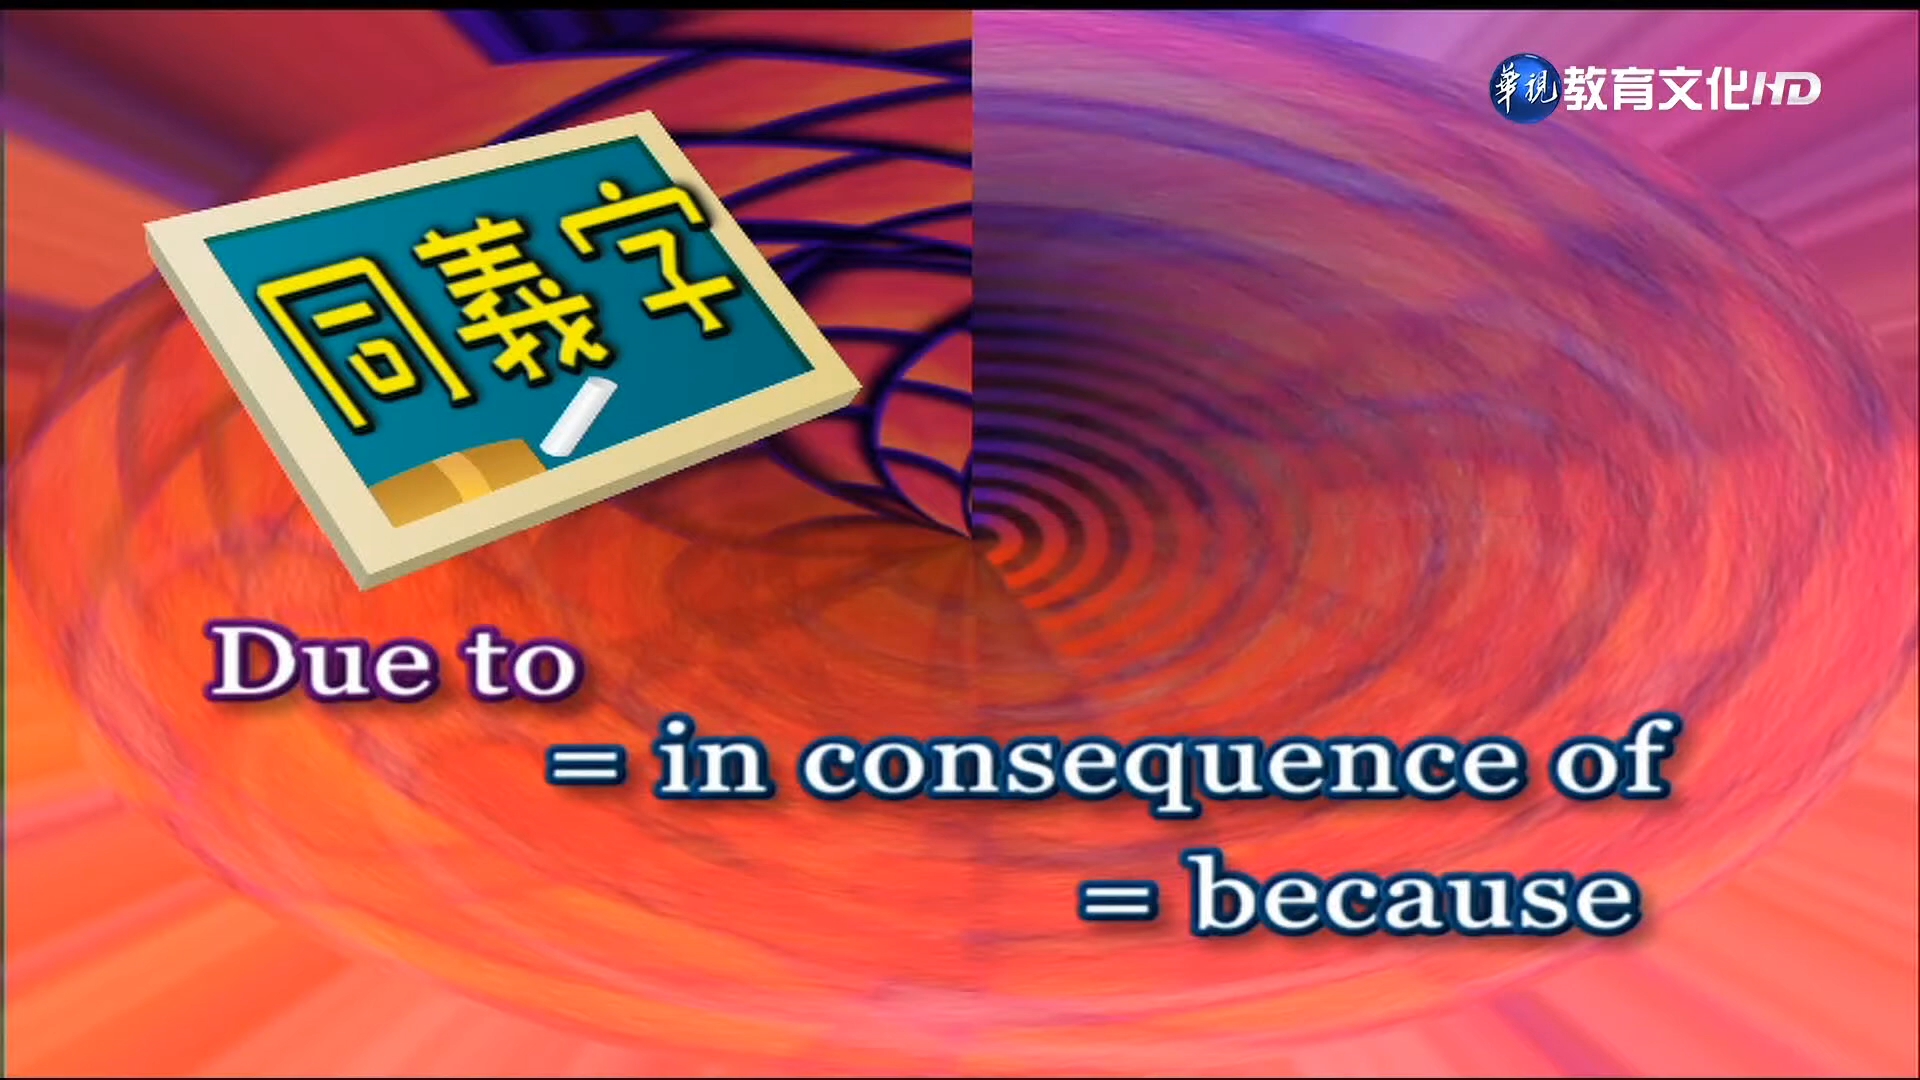 華視 教育文化HD
同義字
Due to
= in consequence of
= because